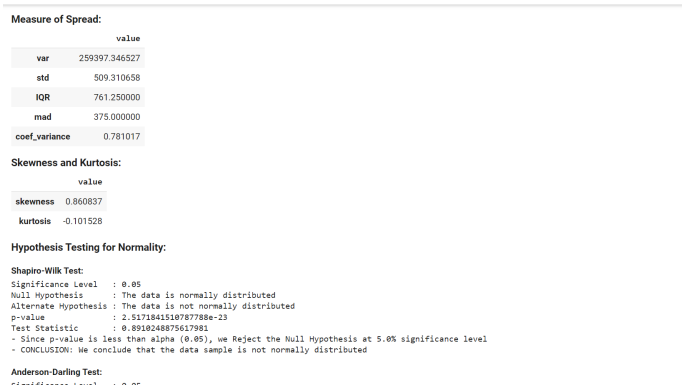 Measure of Spread:
value
var 259397.346527
std 509.310658
IQR 761.250000
mad 375.000000
coef_variance 0.781017
Skewness and Kurtosis:
value
skewness 0.860837
kurtosis -0.101528
Hypothesis Testing for Normality:
Shapiro-Wilk Test:
Significance Level : 0.05
Null Hypothesis : The data is normally distributed
Alternate Hypothesis : The data is not normally distributed
p-value : 2.5171841510787788e-23
Test Statistic : 0.8910248875617981
- Since p-value is less than alpha (0.05), we Reject the Null Hypothesis at 5.0% significance level
- CONCLUSION: We conclude that the data sample is not normally distributed
Anderson-Darling Test:
Significance Level : 0.05